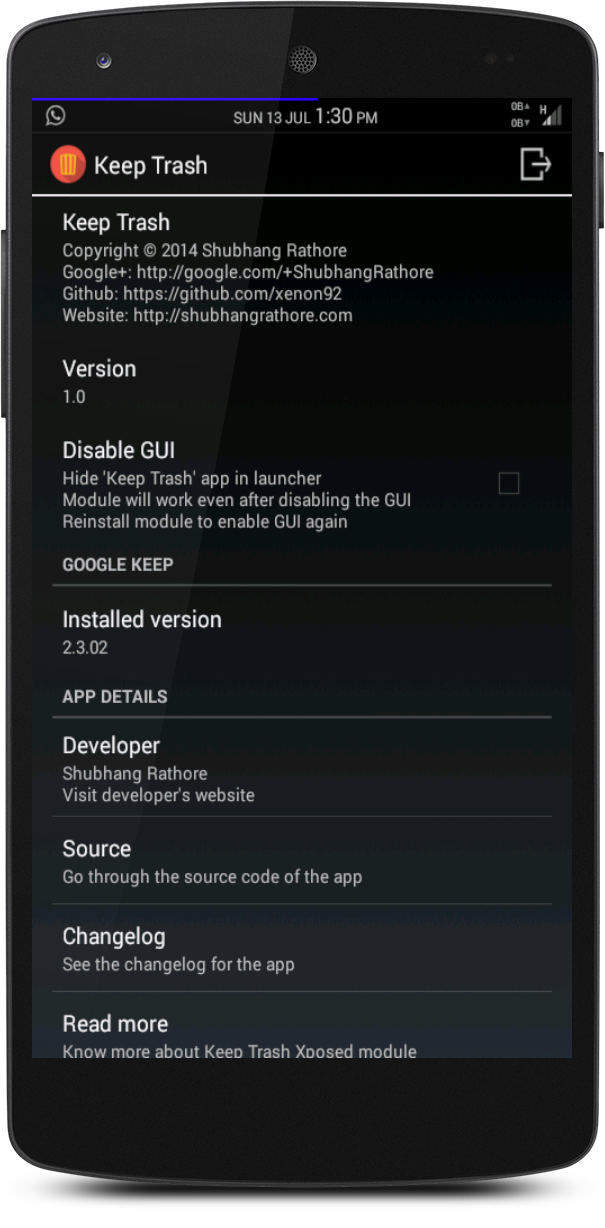 SUN 13 JUL 1:30 PM
0B▲
0B▼
H
Keep Trash
Keep Trash
Copyright © 2014 Shubhang Rathore
Google+: http://google.com/+ShubhangRathore
Github: https://github.com/xenon92
Website: http://shubhangrathore.com
Version
1.0
Disable GUI
Hide 'Keep Trash' app in launcher
Module will work even after disabling the GUI
Reinstall module to enable GUI again
GOOGLE KEEP
Installed version
2.3.02
APP DETAILS
Developer
Shubhang Rathore
Visit developer's website
Source
Go through the source code of the app
Changelog
See the changelog for the app
Read more
Know more about Keep Trash Xposed module